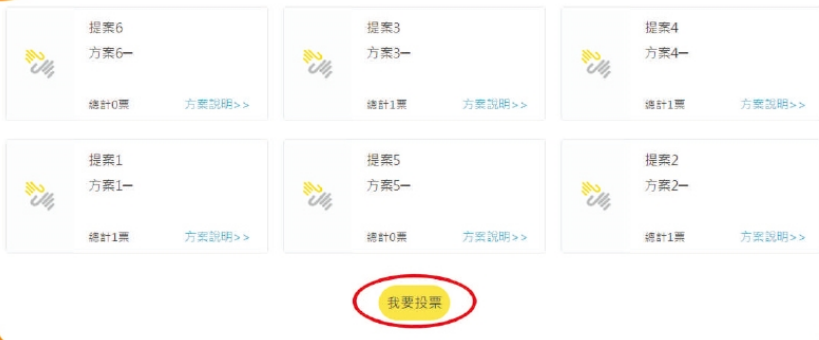 提案6
方案6一
總計0票 方案說明>>
提案3
方案3一
總計1票 方案說明>>
提案4
方案4一
總計1票 方案說明>>
提案1
方案1一
總計1票 方案說明>>
提案5
方案5一
總計0票 方案說明>>
提案2
方案2一
總計1票 方案說明>>
我要投票